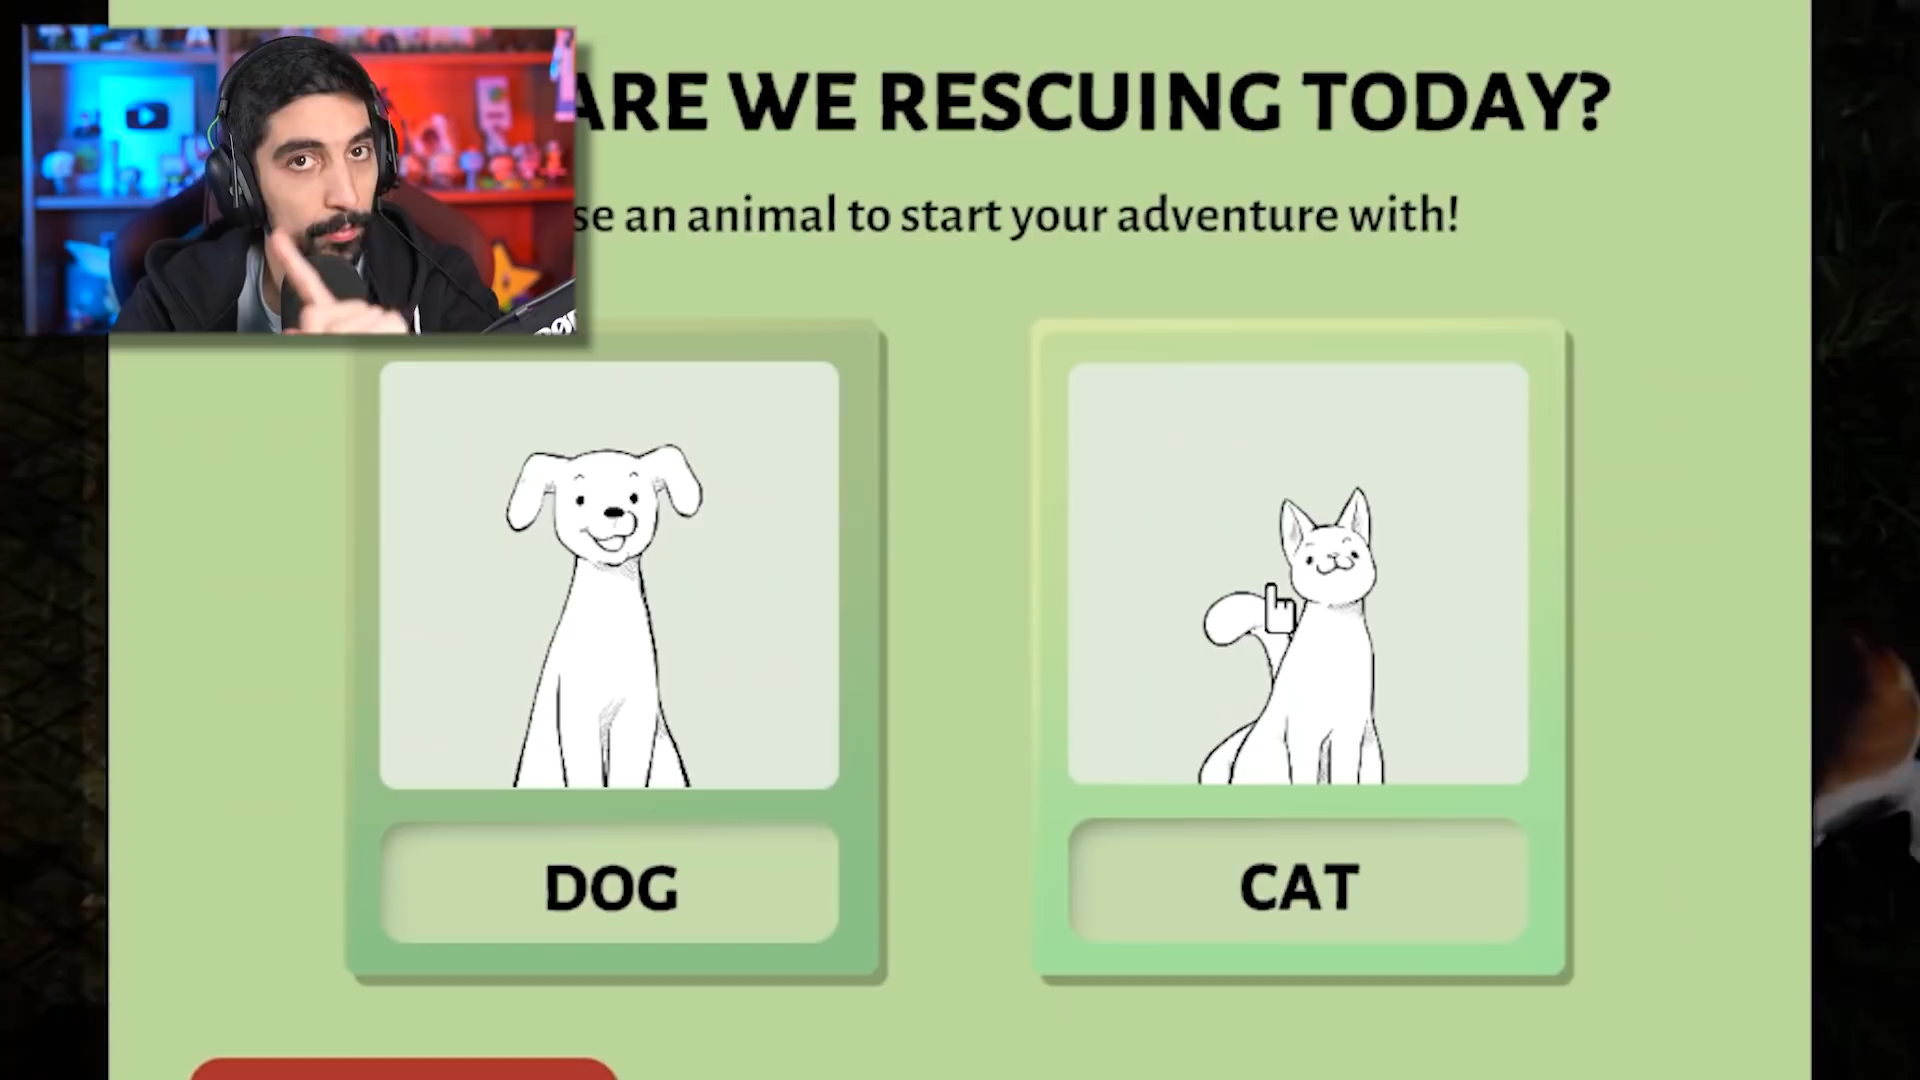 ARE WE RESCUING TODAY?
se an animal to start your adventure with!
DOG
CAT